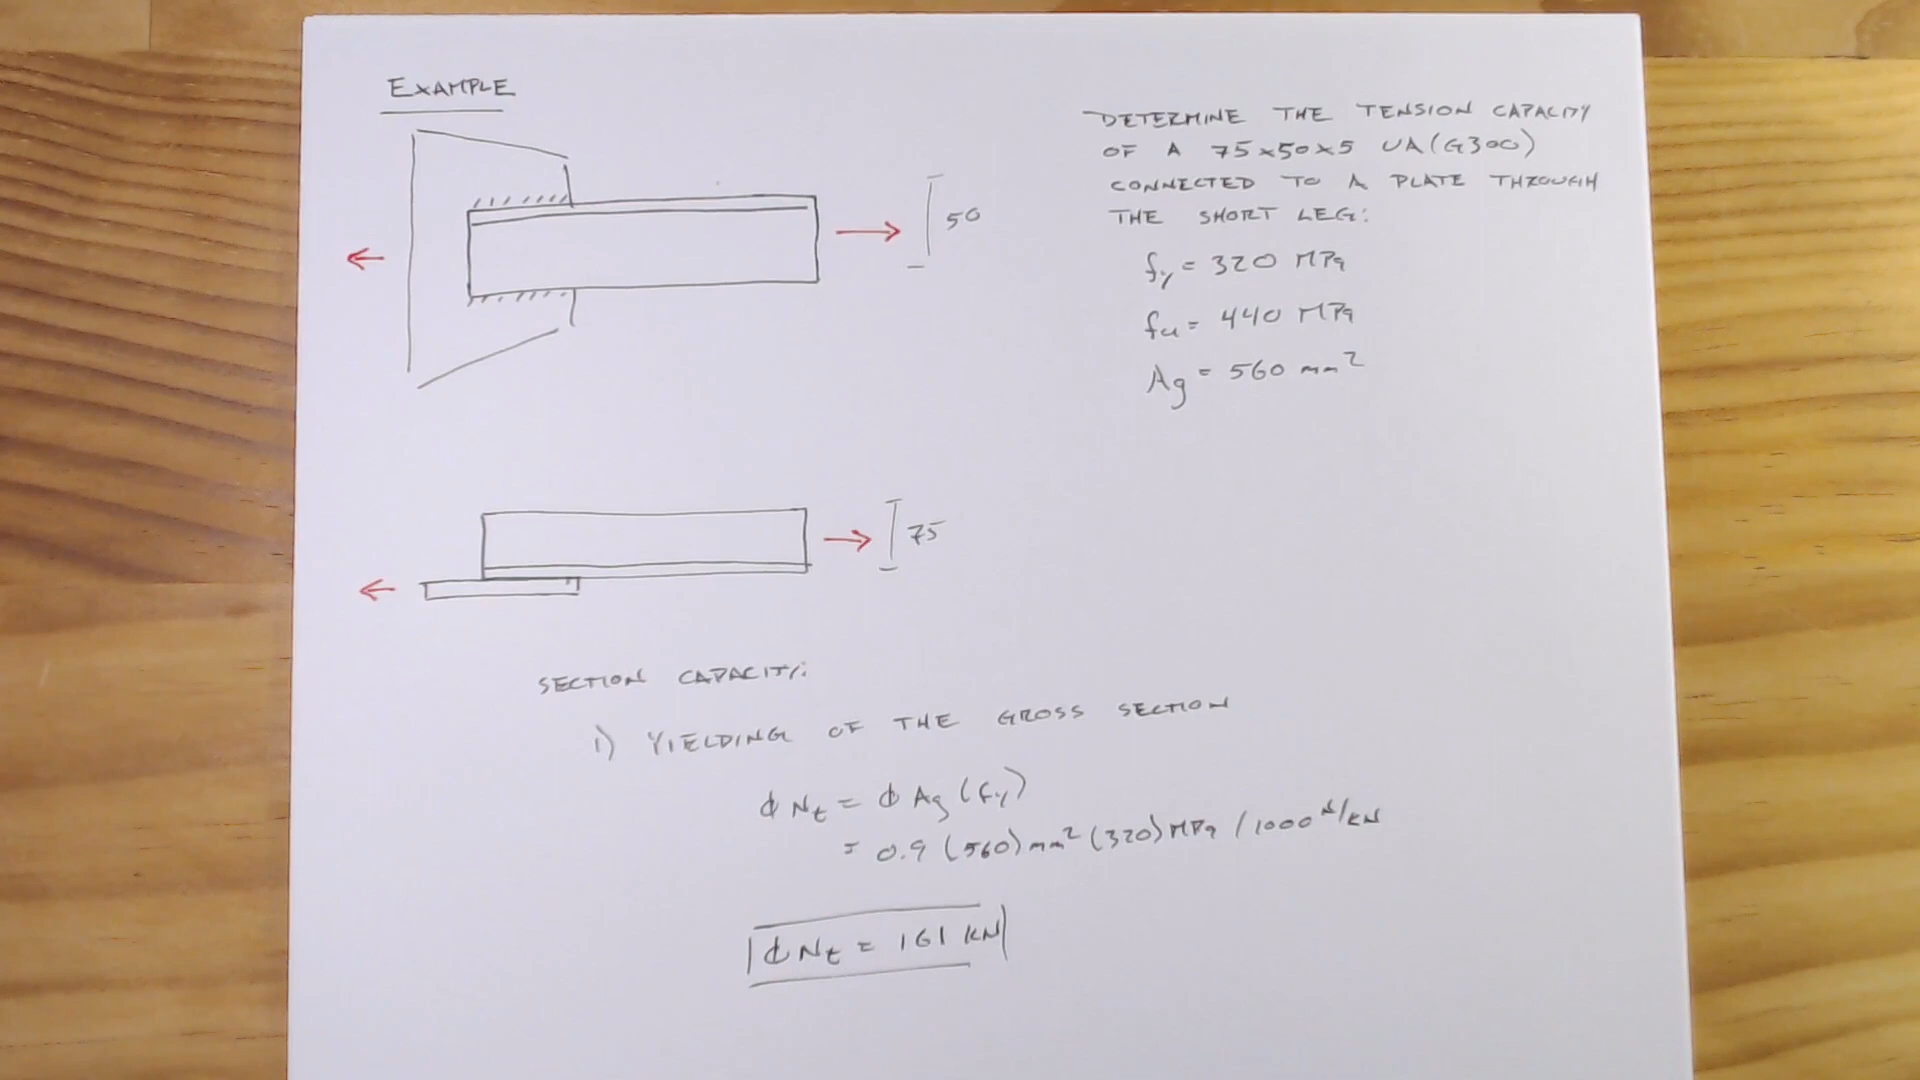 EXAMPLE
DETERMINE THE TENSION CAPACITY
OF A 75x50x5 UA (G300)
CONNECTED TO A PLATE THROUGH
THE SHORT LEG:
fy = 320 MPa
fu = 440 MPa
Ag = 560 mm²
50
75
SECTION CAPACITY:
1) YIELDING OF THE GROSS SECTION
ϕNt = ϕ Ag (fy)
= 0.9 (560) mm² (320) MPa / 1000 N/kN
ϕNt = 161 kN